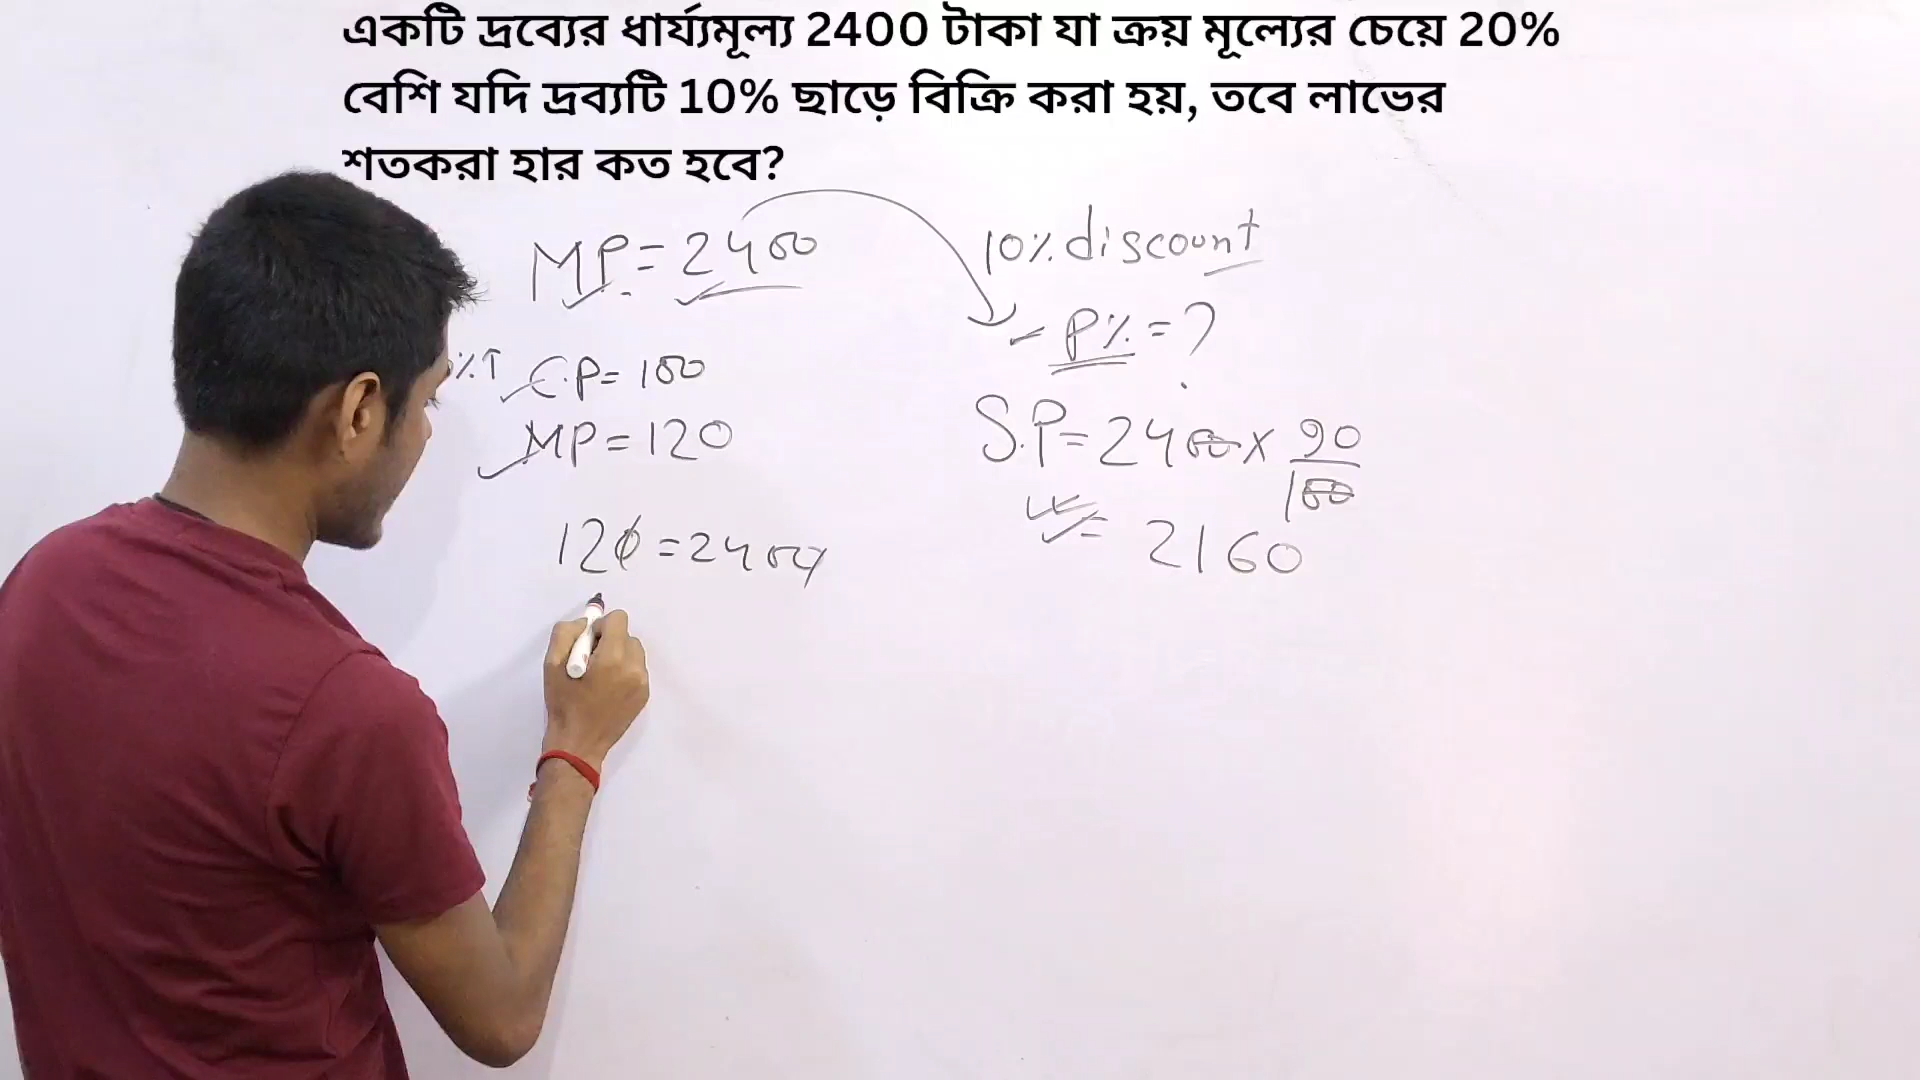 একটি দ্রব্যের ধার্য্যমূল্য 2400 টাকা যা ক্রয় মূল্যের চেয়ে 20%
বেশি যদি দ্রব্যটি 10% ছাড়ে বিক্রি করা হয়, তবে লাভের
শতকরা হার কত হবে?
MP. = 2400
%↑ C.P = 100
MP = 120
120 = 2400
10% discount
P% = ?
S.P = 2400 × 90/100
= 2160